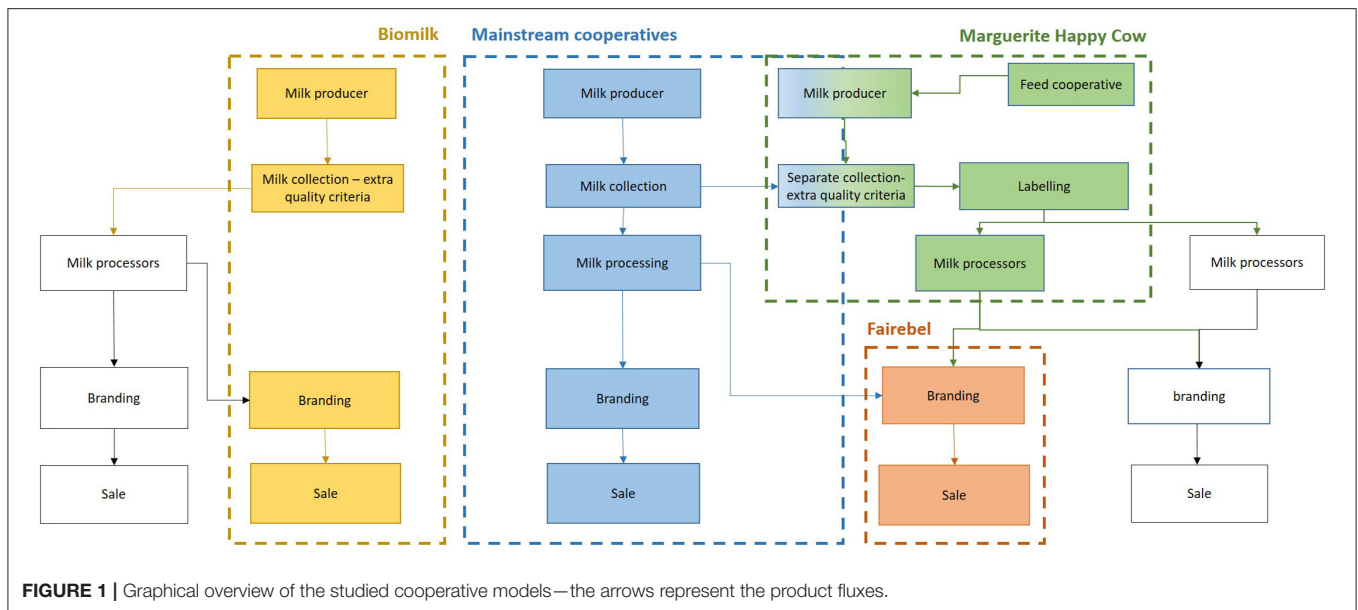 Biomilk
Mainstream cooperatives
Marguerite Happy Cow
Milk producer
Milk producer
Milk producer
Feed cooperative
Milk collection – extra
quality criteria
Milk collection
Separate collection-
extra quality criteria
Labelling
Milk processors
Milk processing
Milk processors
Milk processors
Fairebel
Branding
Branding
Branding
Branding
branding
Sale
Sale
Sale
Sale
Sale
FIGURE 1 | Graphical overview of the studied cooperative models—the arrows represent the product fluxes.